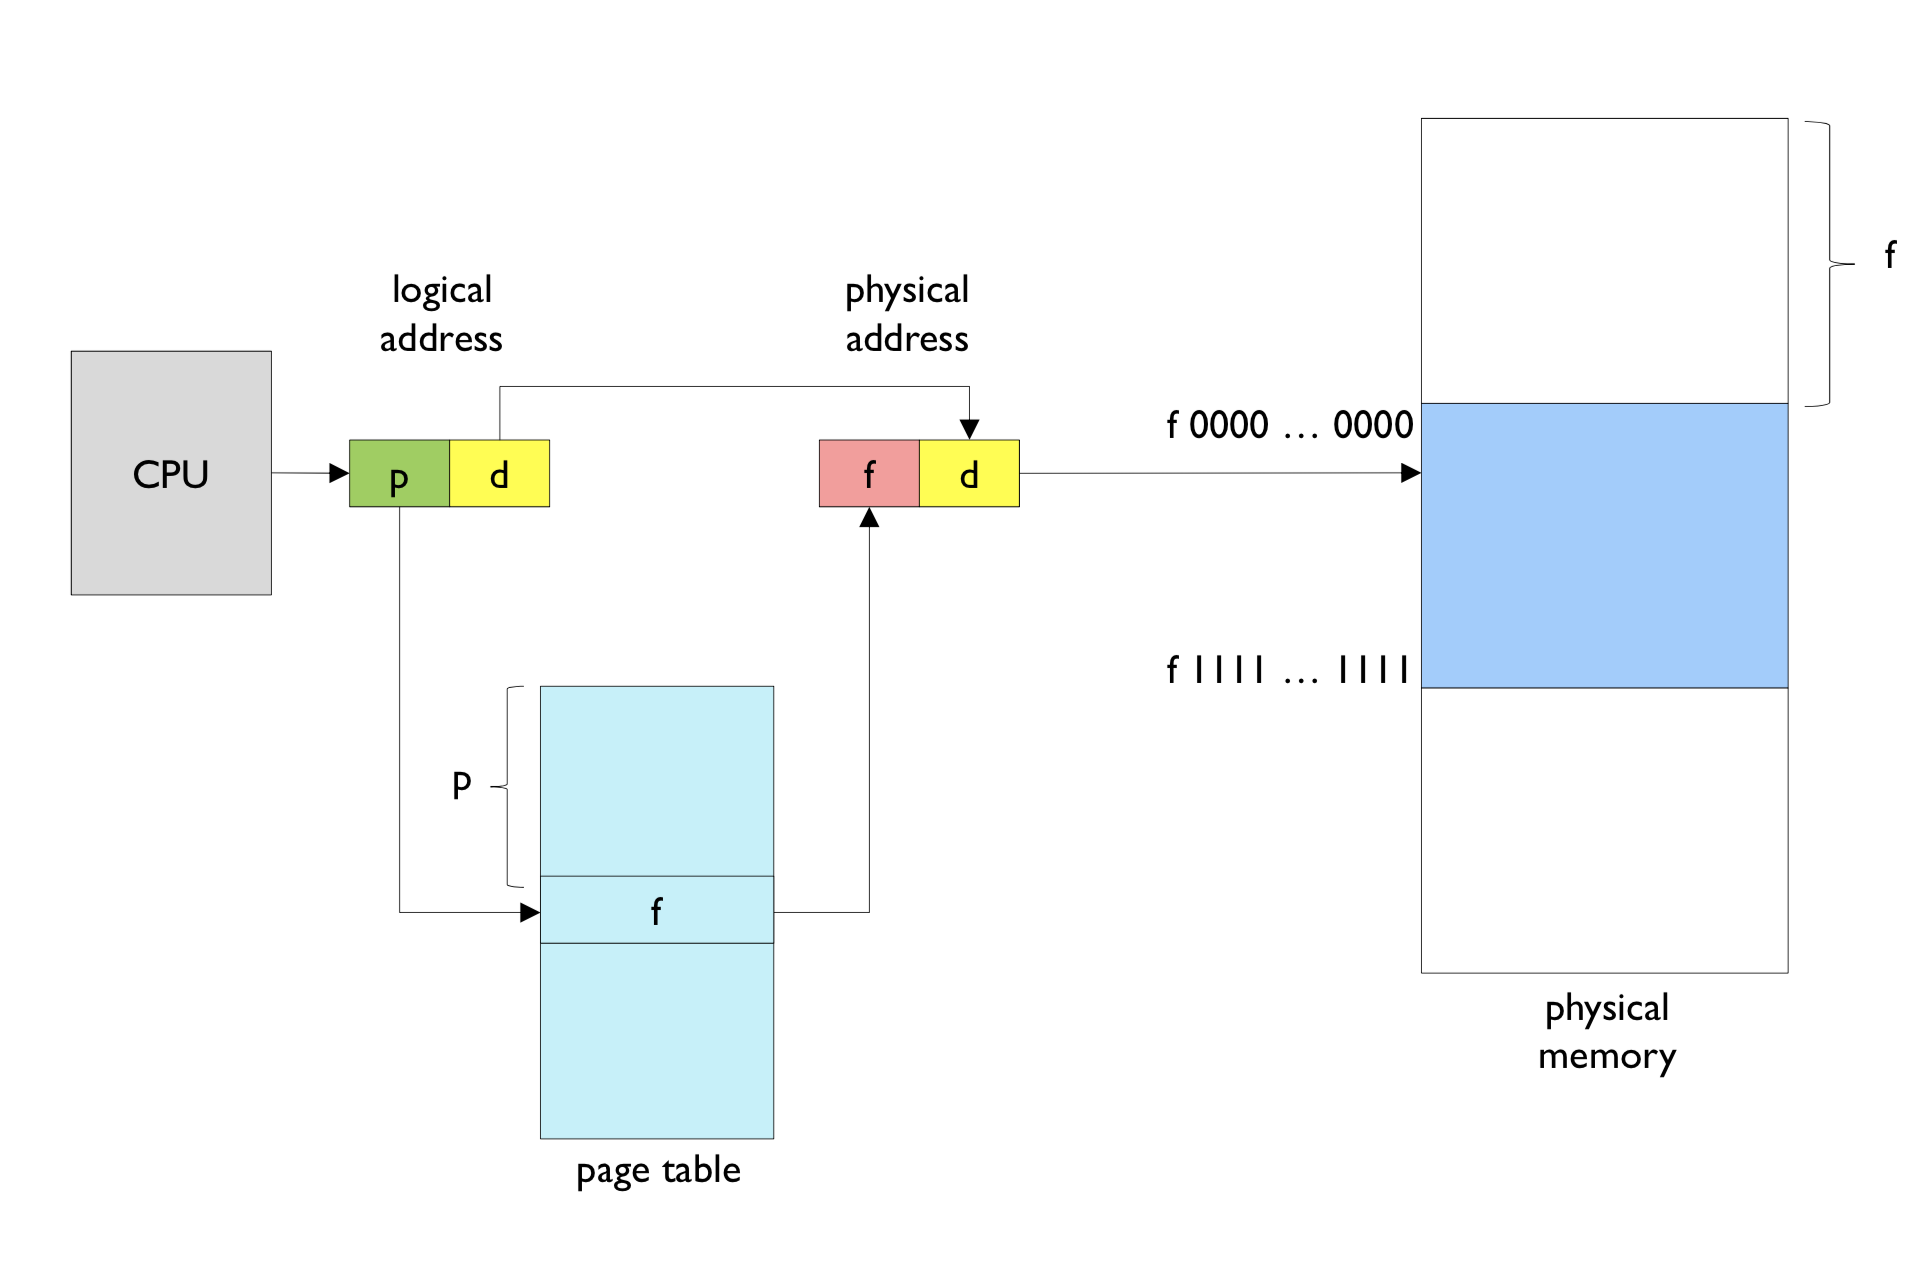 logical
address
physical
address
CPU
p
d
f
d
f 0000 … 0000
f 1111 … 1111
f
p
f
page table
physical
memory